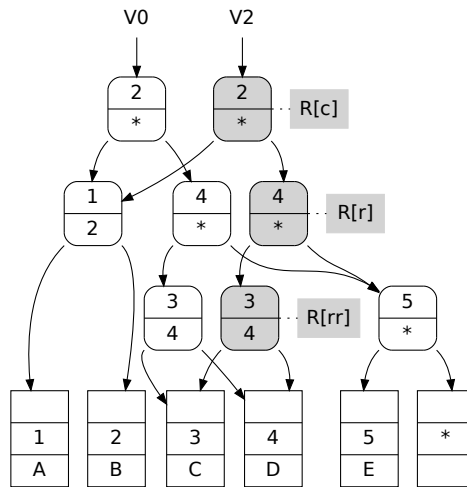 V0 V2
2 2
* * R[c]
1 4 4
2 * * R[r]
3 3 5
4 4 R[rr] *
1 2 3 4 5 *
A B C D E